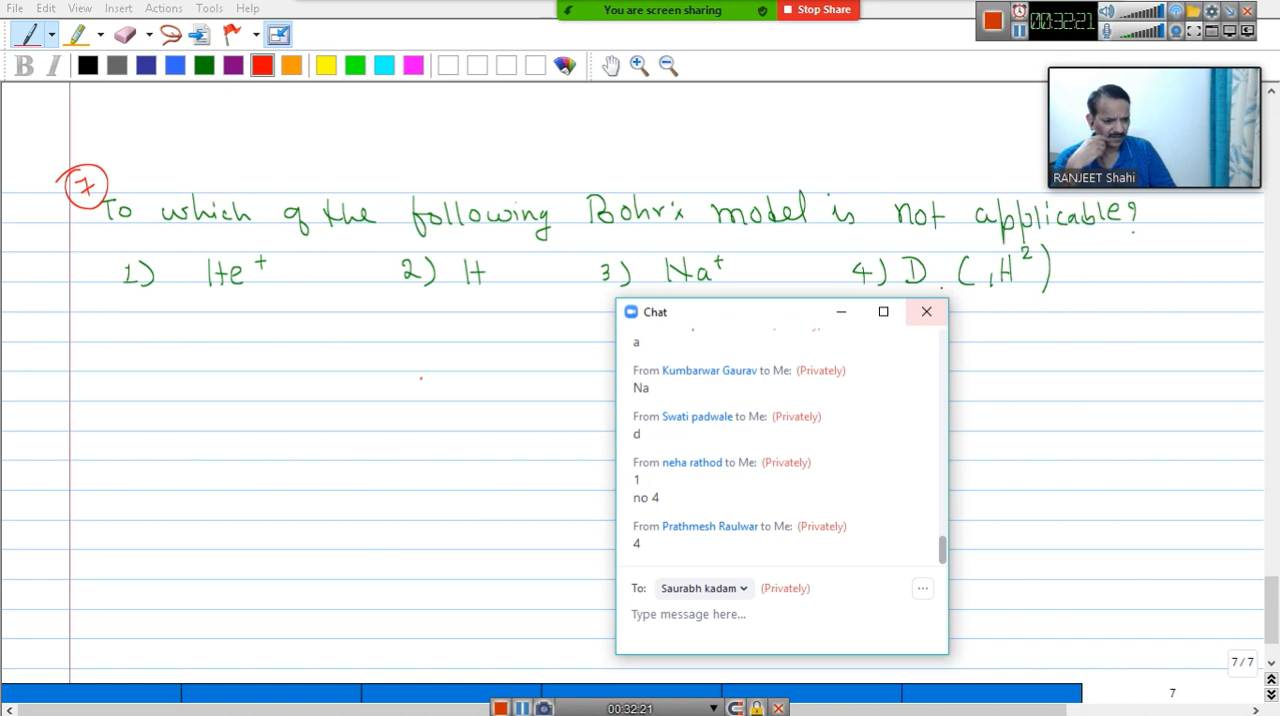 File Edit View Insert Actions Tools Help
You are screen sharing Stop Share
00:32:21
B I
RANJEET Shahi
7
To which of the following Bohr's model is not applicable?
1) He⁺ 2) H 3) Na⁺ 4) D (₁H²)
Chat
a
From Kumbarwar Gaurav to Me: (Privately)
Na
From Swati padwale to Me: (Privately)
d
From neha rathod to Me: (Privately)
1
no 4
From Prathmesh Raulwar to Me: (Privately)
4
To: Saurabh kadam (Privately)
Type message here...
7/7
7
00:32:21